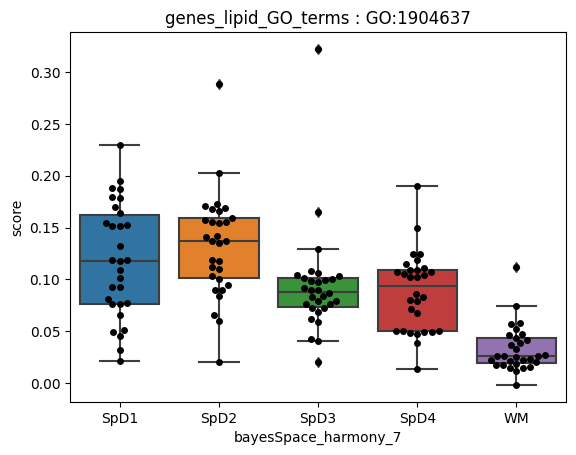 genes_lipid_GO_terms : GO:1904637
score
0.30
0.25
0.20
0.15
0.10
0.05
0.00
SpD1 SpD2 SpD3 SpD4 WM
bayesSpace_harmony_7